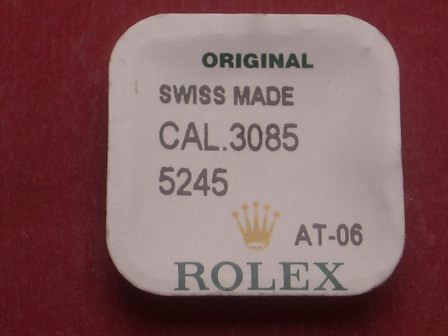 ORIGINAL
SWISS MADE
CAL.3085
5245
AT-06
ROLEX